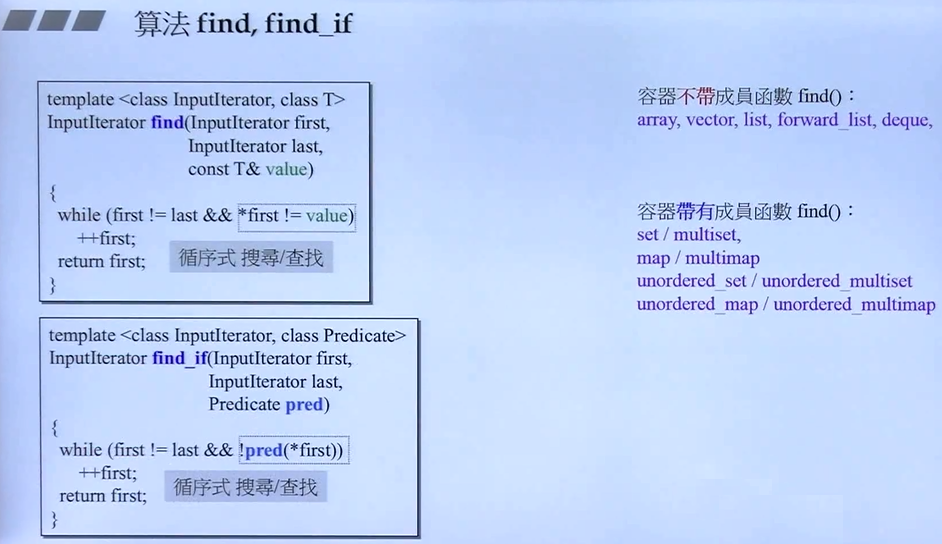 算法 find, find_if
template <class InputIterator, class T>
InputIterator find(InputIterator first,
InputIterator last,
const T& value)
{
while (first != last && *first != value)
++first;
return first;
}
循序式 搜尋/查找
template <class InputIterator, class Predicate>
InputIterator find_if(InputIterator first,
InputIterator last,
Predicate pred)
{
while (first != last && !pred(*first))
++first;
return first;
}
循序式 搜尋/查找
容器不帶成員函數 find()：
array, vector, list, forward_list, deque,
容器帶有成員函數 find()：
set / multiset,
map / multimap
unordered_set / unordered_multiset
unordered_map / unordered_multimap